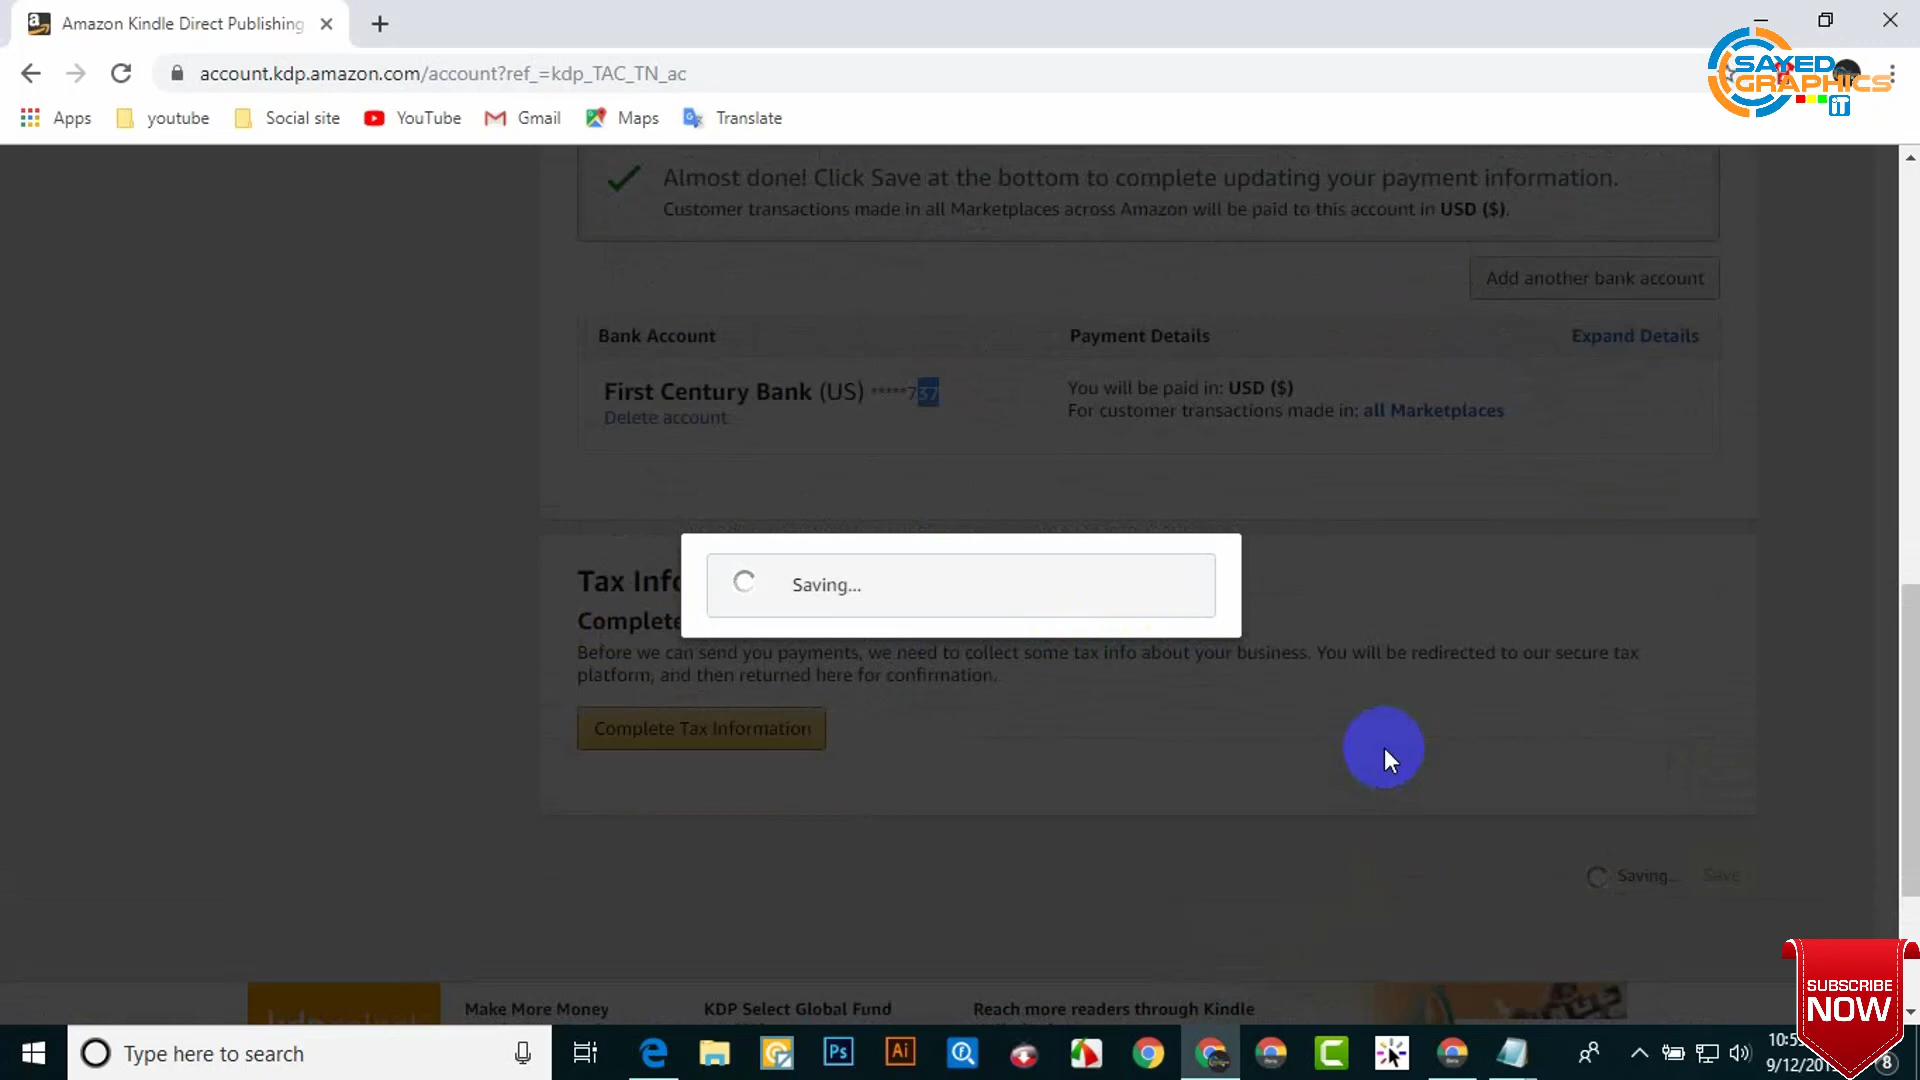 Amazon Kindle Direct Publishing
account.kdp.amazon.com/account?ref_=kdp_TAC_TN_ac
SAYED
GRAPHICS
iT
Apps
youtube
Social site
YouTube
Gmail
Maps
Translate
Almost done! Click Save at the bottom to complete updating your payment information.
Customer transactions made in all Marketplaces across Amazon will be paid to this account in USD ($).
Add another bank account
Bank Account
Payment Details
Expand Details
First Century Bank (US) *****737
Delete account
You will be paid in: USD ($)
For customer transactions made in: all Marketplaces
Saving...
Tax Info
Complete
Before we can send you payments, we need to collect some tax info about your business. You will be redirected to our secure tax
platform, and then returned here for confirmation.
Complete Tax Information
Saving...
Save
Make More Money
KDP Select Global Fund
Reach more readers through Kindle
SUBSCRIBE
NOW
Type here to search
Ps
Ai
8